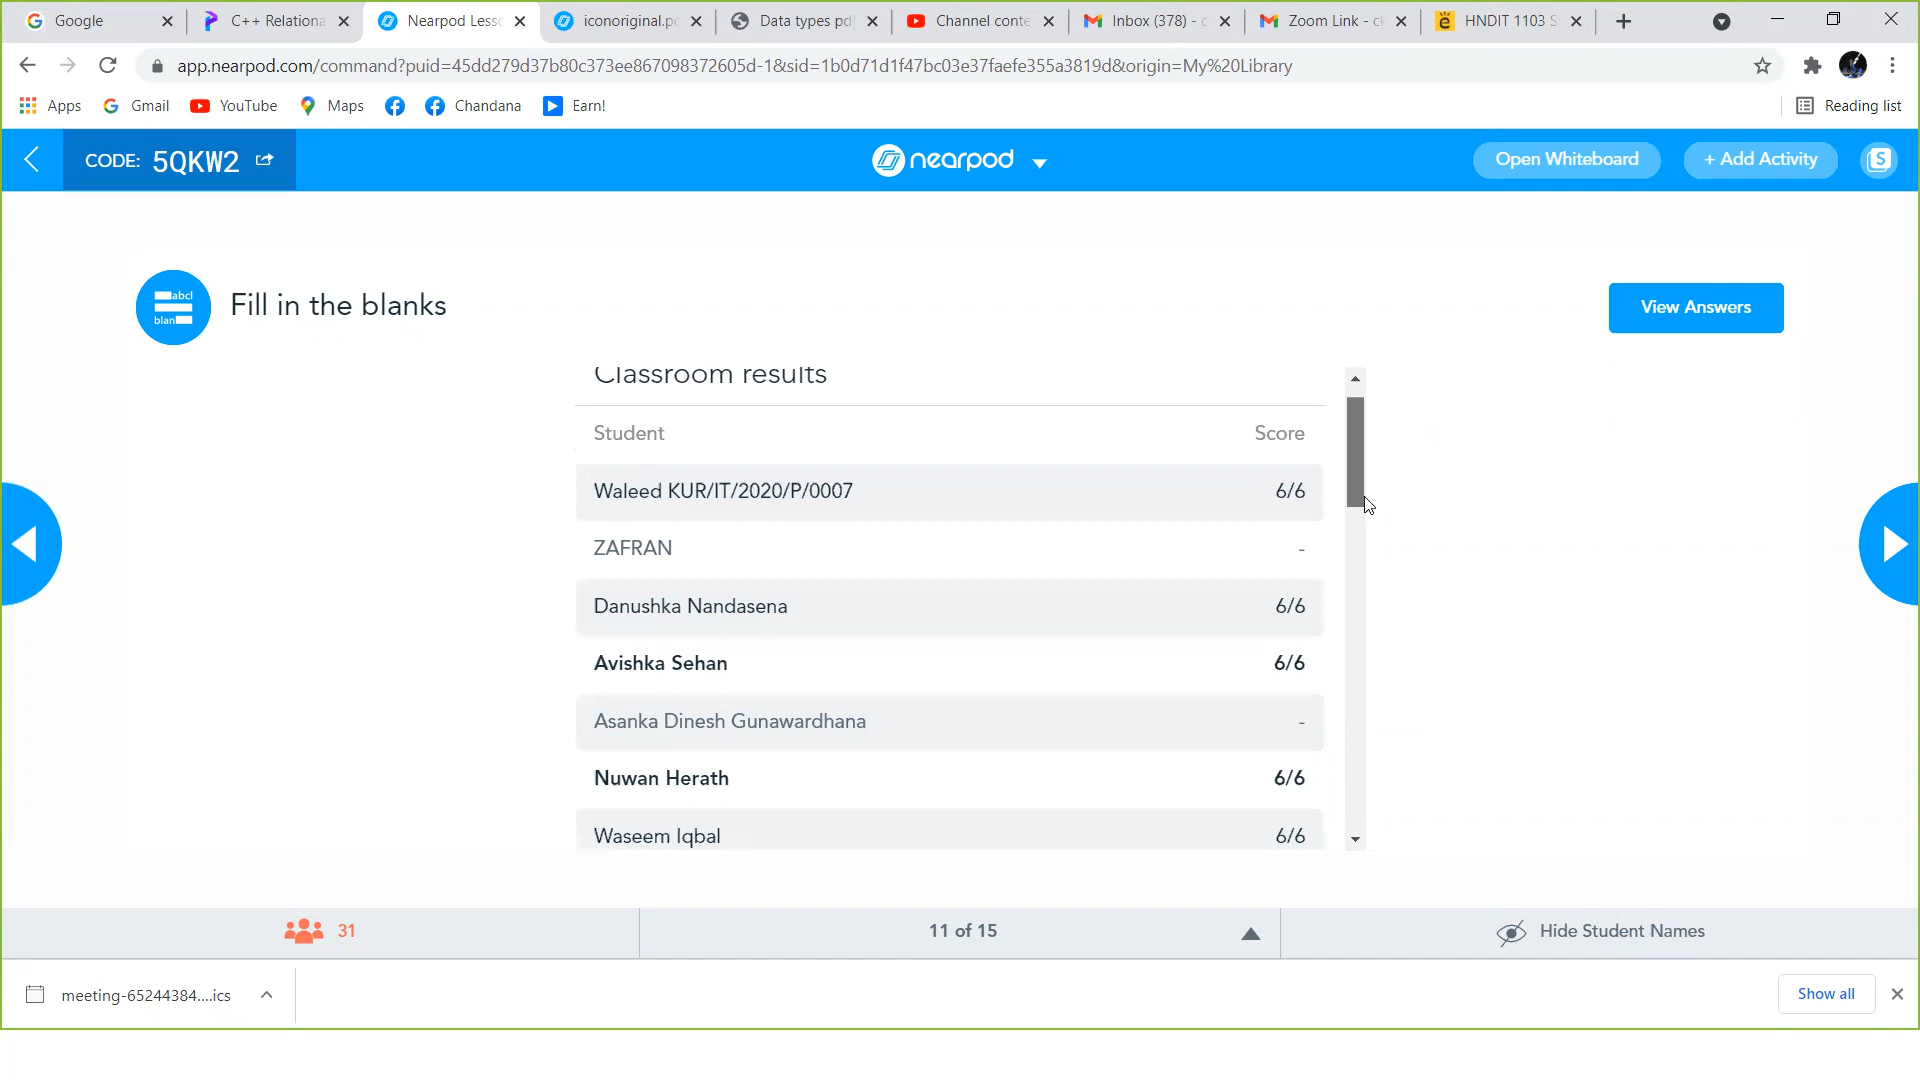 Google
C++ Relationa
Nearpod Lesso
iconoriginal.po
Data types pdf
Channel conte
Inbox (378) - c
Zoom Link - ch
HNDIT 1103 S
app.nearpod.com/command?puid=45dd279d37b80c373ee867098372605d-1&sid=1b0d71d1f47bc03e37faefe355a3819d&origin=My%20Library
Apps
Gmail
YouTube
Maps
Chandana
Earn!
Reading list
CODE: 5QKW2
nearpod
Open Whiteboard
+ Add Activity
S
abcl
blan
Fill in the blanks
View Answers
Classroom results
Student Score
Waleed KUR/IT/2020/P/0007 6/6
ZAFRAN -
Danushka Nandasena 6/6
Avishka Sehan 6/6
Asanka Dinesh Gunawardhana -
Nuwan Herath 6/6
Waseem Iqbal 6/6
31
11 of 15
Hide Student Names
meeting-65244384....ics
Show all